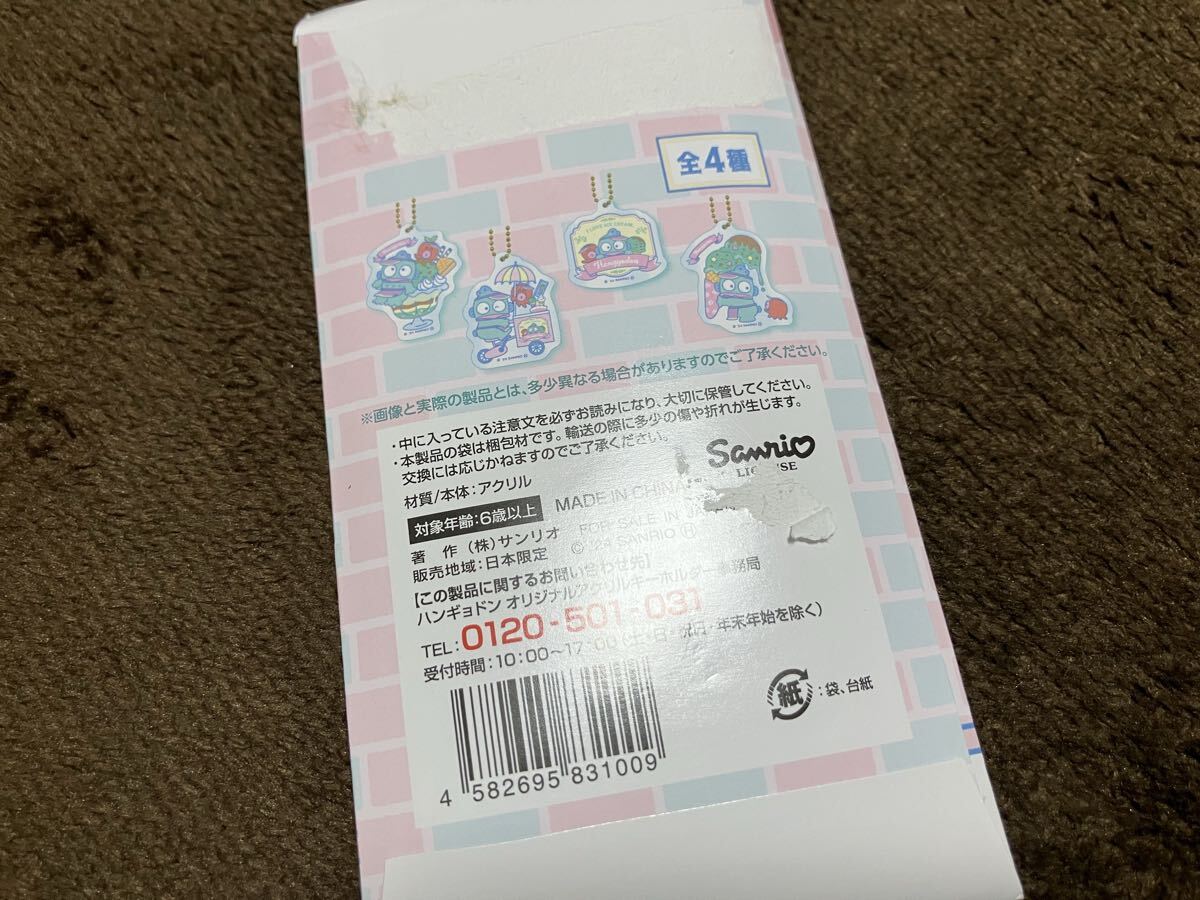 全4種
I LOVE ICE CREAM
Hangyodon
※画像と実際の製品とは、多少異なる場合がありますのでご了承ください。
・中に入っている注意文を必ずお読みになり、大切に保管してください。
・本製品の袋は梱包材です。輸送の際に多少の傷や折れが生じます。
交換には応じかねますのでご了承ください。
Sanrio
材質/本体：アクリル
対象年齢：6歳以上
MADE IN CHINA
FOR SALE IN
著　作 (株)サンリオ
© '24 SANRIO
販売地域：日本限定
【この製品に関するお問い合わせ先】
ハンギョドン オリジナルアクリルキーホルダー事務局
TEL：0120-501-031
受付時間：10:00～17:00(土・日・祝日・年末年始を除く)
紙：袋、台紙
4 582695 831009